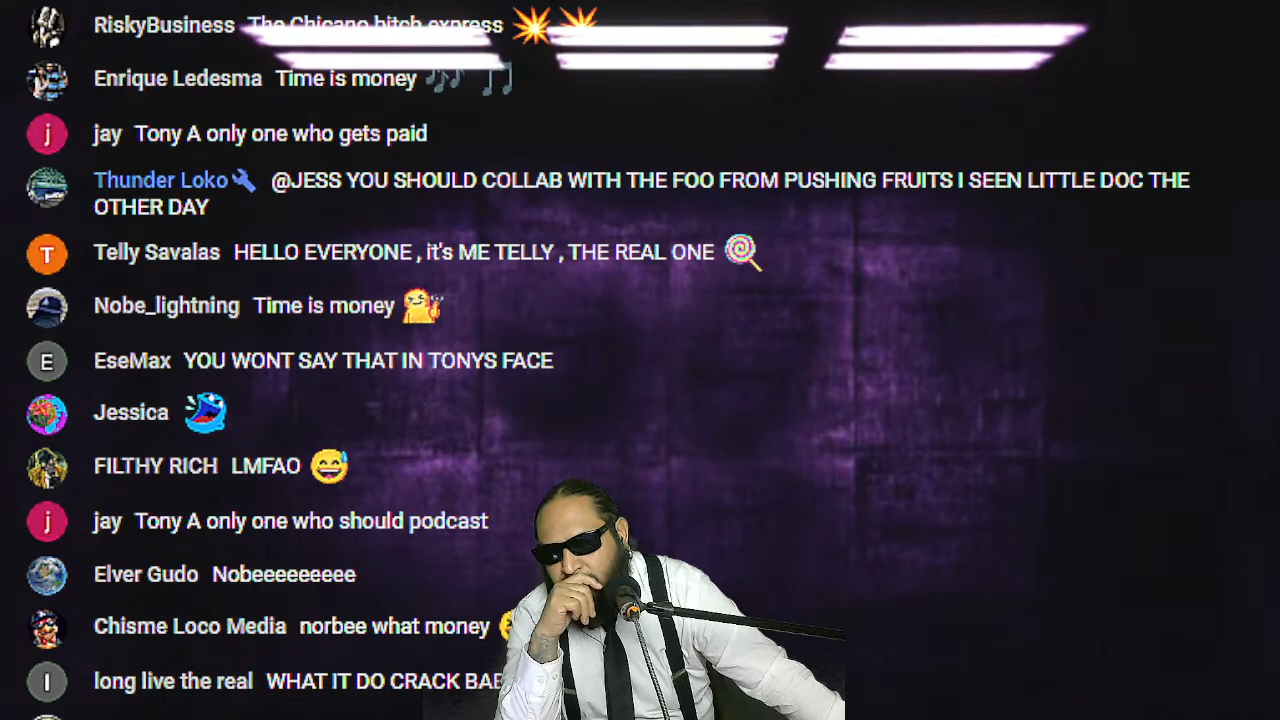 RiskyBusiness The Chicano bitch express
Enrique Ledesma Time is money
j jay Tony A only one who gets paid
Thunder Loko @JESS YOU SHOULD COLLAB WITH THE FOO FROM PUSHING FRUITS I SEEN LITTLE DOC THE
OTHER DAY
T Telly Savalas HELLO EVERYONE , it's ME TELLY , THE REAL ONE
Nobe_lightning Time is money
E EseMax YOU WONT SAY THAT IN TONYS FACE
Jessica
FILTHY RICH LMFAO
j jay Tony A only one who should podcast
Elver Gudo Nobeeeeeeeee
Chisme Loco Media norbee what money
l long live the real WHAT IT DO CRACK